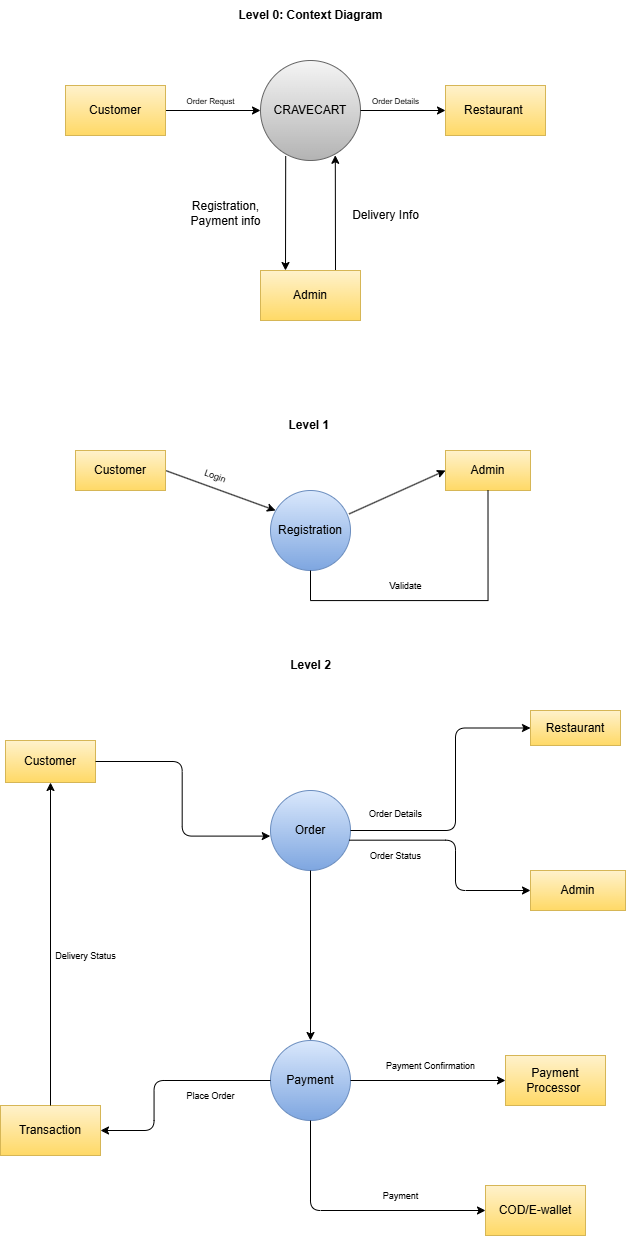 Level 0: Context Diagram
Customer
Order Requst
CRAVECART
Order Details
Restaurant
Registration,
Payment info
Delivery Info
Admin
Level 1
Customer
Login
Admin
Registration
Validate
Level 2
Restaurant
Customer
Order Details
Order
Order Status
Admin
Delivery Status
Payment Confirmation
Payment
Payment
Processor
Place Order
Transaction
Payment
COD/E-wallet